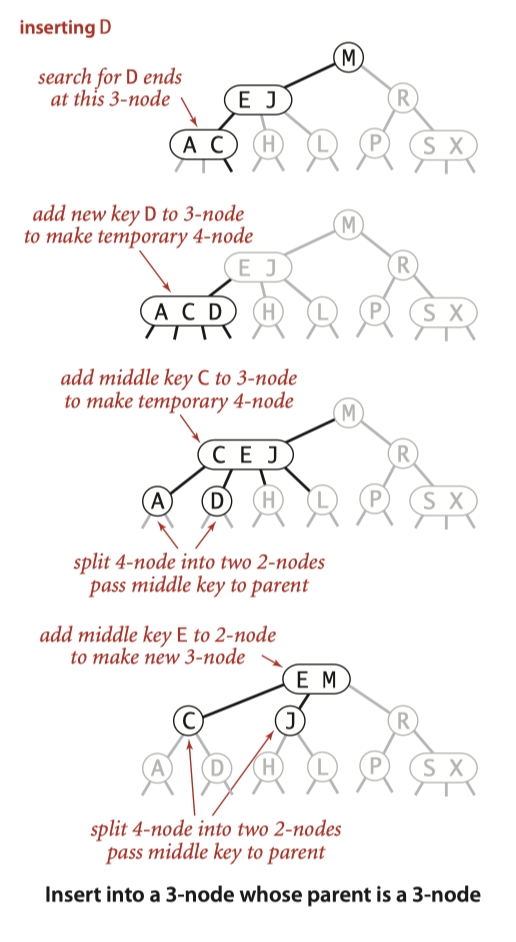 inserting D
search for D ends
at this 3-node
M
E J
R
A C
H
L
P
S X
add new key D to 3-node
to make temporary 4-node
M
E J
R
A C D
H
L
P
S X
add middle key C to 3-node
to make temporary 4-node
M
C E J
R
A
D
H
L
P
S X
split 4-node into two 2-nodes
pass middle key to parent
add middle key E to 2-node
to make new 3-node
E M
C
J
R
A
D
H
L
P
S X
split 4-node into two 2-nodes
pass middle key to parent
Insert into a 3-node whose parent is a 3-node